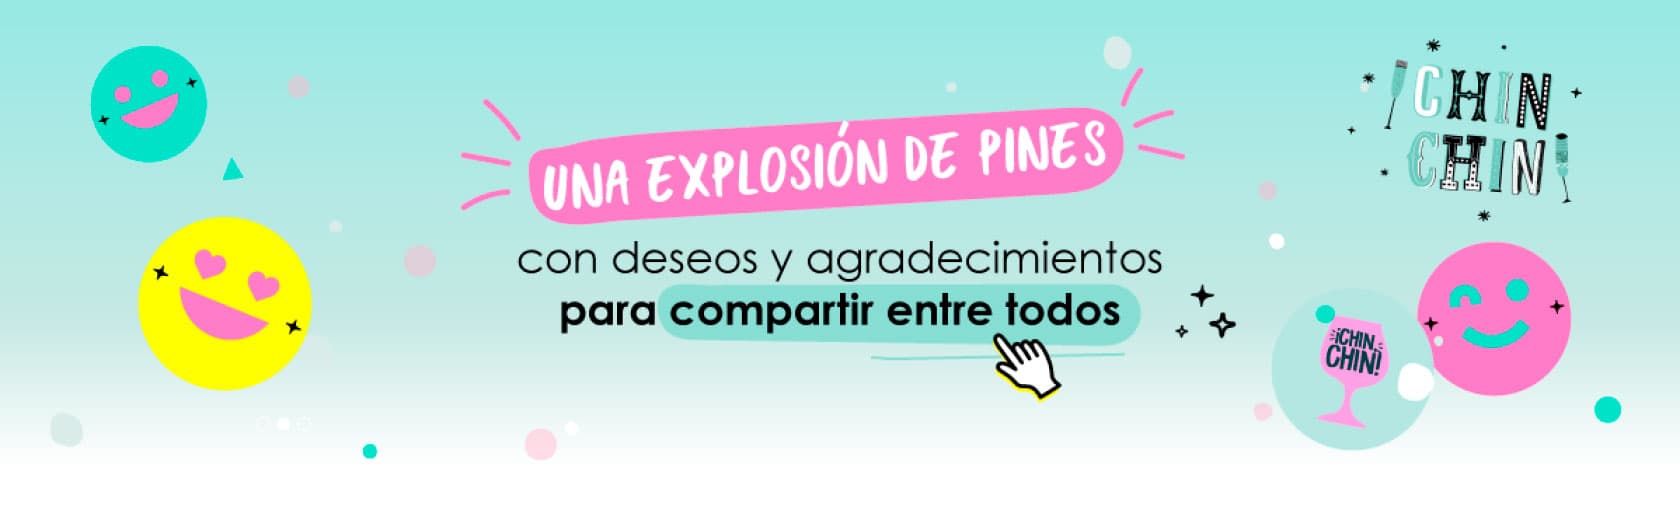 UNA EXPLOSIÓN DE PINES
con deseos y agradecimientos
para compartir entre todos
¡CHIN
CHIN!
¡CHIN,
CHIN!